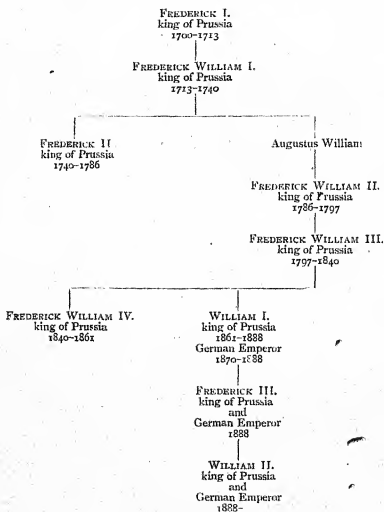 FREDERICK I.
king of Prussia
1700-1713
FREDERICK WILLIAM I.
king of Prussia
1713-1740
FREDERICK II
king of Prussia
1740-1786
Augustus William
FREDERICK WILLIAM II.
king of Prussia
1786-1797
FREDERICK WILLIAM III.
king of Prussia
1797-1840
FREDERICK WILLIAM IV.
king of Prussia
1840-1861
WILLIAM I.
king of Prussia
1861-1888
German Emperor
1870-1888
FREDERICK III.
king of Prussia
and
German Emperor
1888
WILLIAM II.
king of Prussia
and
German Emperor
1888-